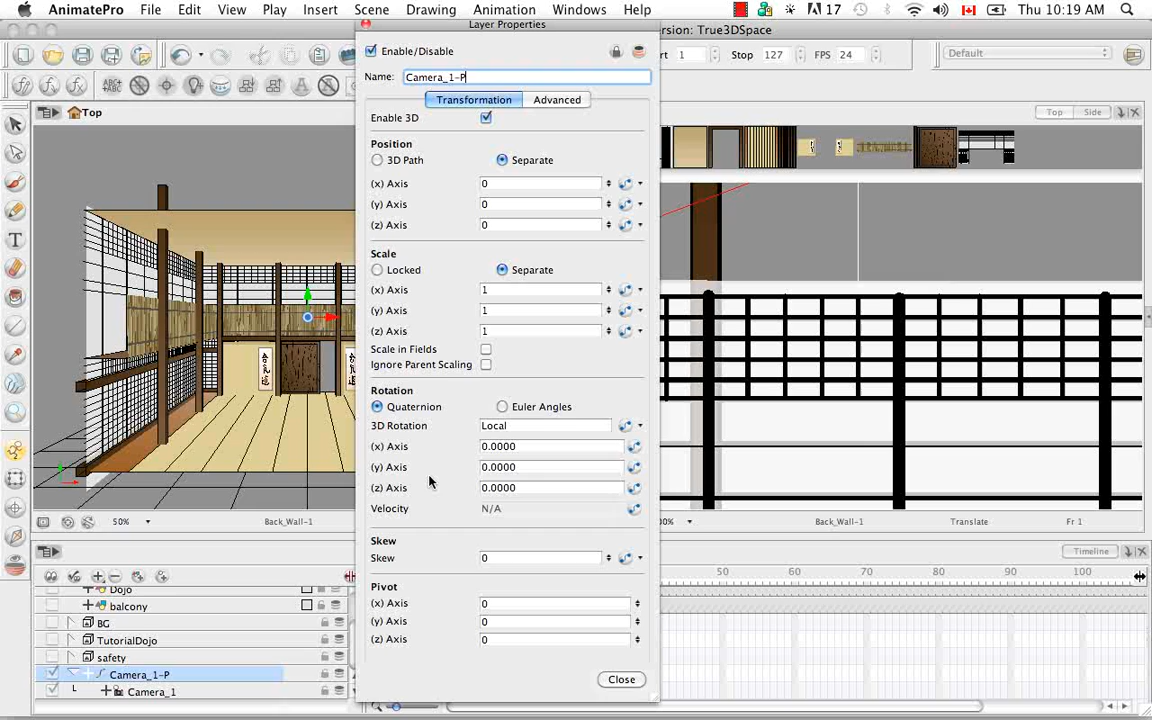 AnimatePro File Edit View Play Insert Scene Drawing Animation Windows Help 17 Thu 10:19 AM
Layer Properties
ersion: True3DSpace
Enable/Disable
Start 1 Stop 127 FPS 24 Default
Name: Camera_1-P
Transformation Advanced
Enable 3D
Top
Top Side
Position
3D Path Separate
(x) Axis 0
(y) Axis 0
(z) Axis 0
Scale
Locked Separate
(x) Axis 1
(y) Axis 1
(z) Axis 1
Scale in Fields
Ignore Parent Scaling
Rotation
Quaternion Euler Angles
3D Rotation Local
(x) Axis 0.0000
(y) Axis 0.0000
(z) Axis 0.0000
Velocity N/A
50% Back_Wall-1
00% Back_Wall-1 Translate Fr 1
Skew
Skew 0
Timeline
50 60 70 80 90 100
Pivot
(x) Axis 0
(y) Axis 0
(z) Axis 0
Close
Dojo
balcony
BG
TutorialDojo
safety
Camera_1-P
Camera_1